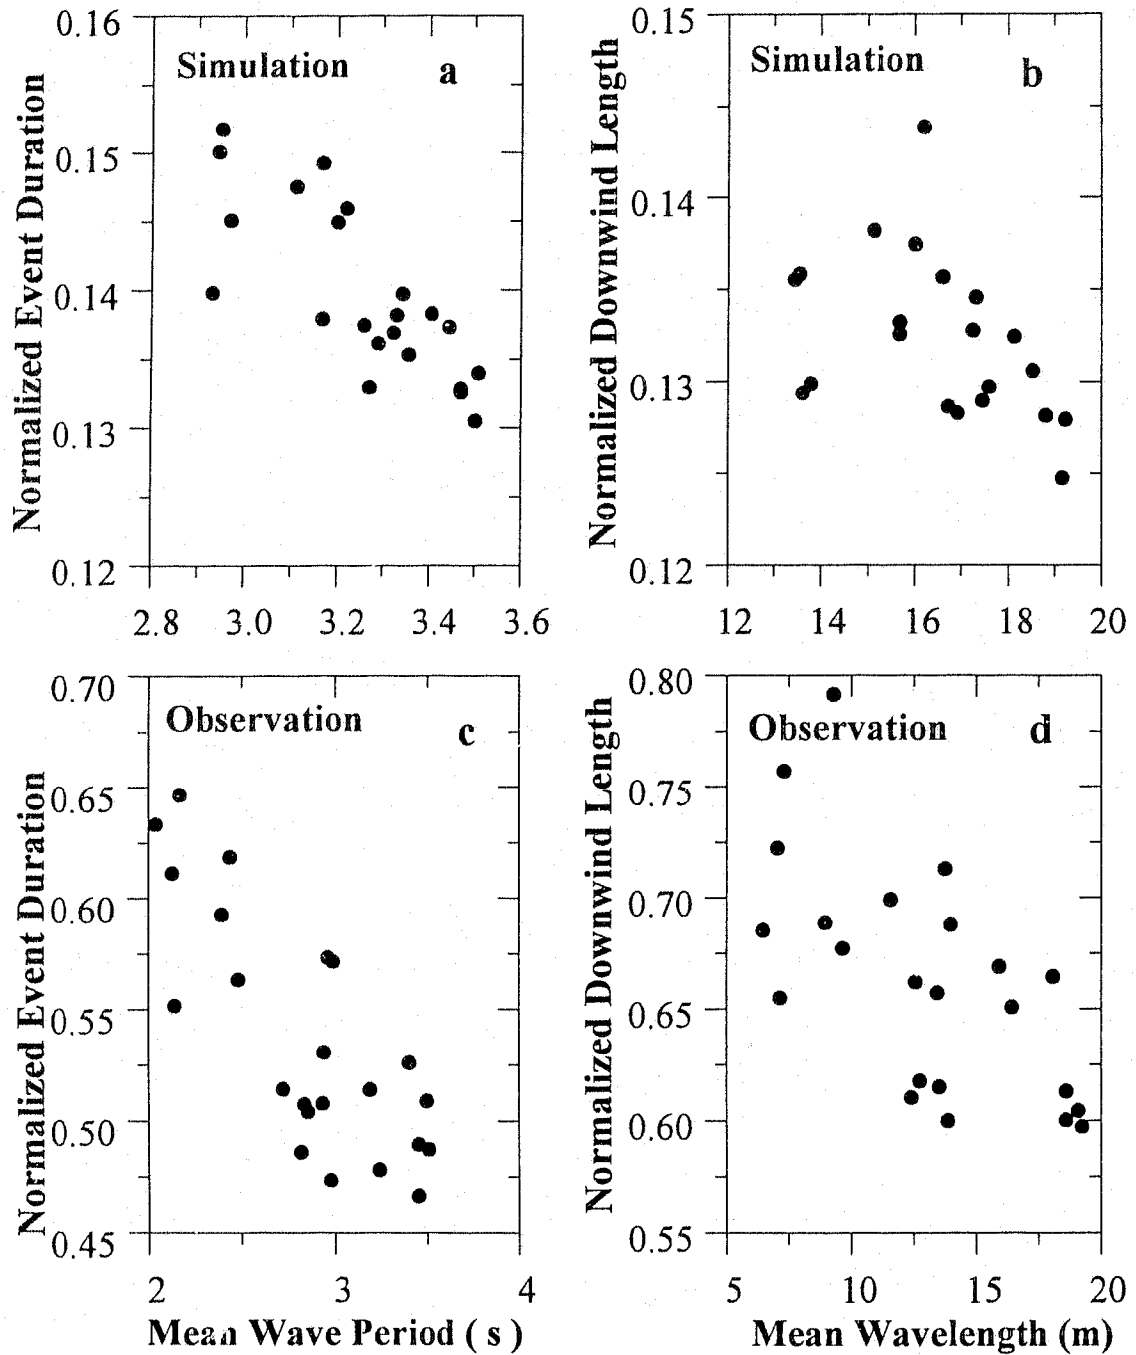 0.16
0.15
0.14
0.13
0.12
Normalized Event Duration
Simulation a
2.8 3.0 3.2 3.4 3.6
0.15
0.14
0.13
0.12
Normalized Downwind Length
Simulation b
12 14 16 18 20
0.70
0.65
0.60
0.55
0.50
0.45
Normalized Event Duration
Observation c
2 3 4
Mean Wave Period ( s )
0.80
0.75
0.70
0.65
0.60
0.55
Normalized Downwind Length
Observation d
5 10 15 20
Mean Wavelength (m)